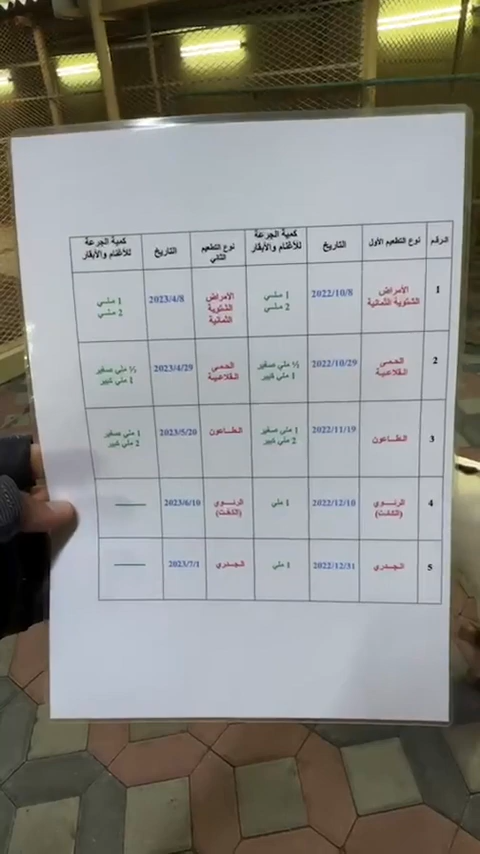 الرقم نوع التطعيم الأول التاريخ كمية الجرعة للأغنام والأبقار نوع التطعيم الثاني التاريخ كمية الجرعة للأغنام والأبقار
1 الأمراض الشتوية الثمانية 2022/10/8 1 ملي 2 ملي الأمراض الشتوية الثمانية 2023/4/8 1 ملي 2 ملي
2 الحمى القلاعية 2022/10/29 ½ ملي صغير 1 ملي كبير الحمى القلاعية 2023/4/29 ½ ملي صغير 1 ملي كبير
3 الطاعون 2022/11/19 1 ملي صغير 2 ملي كبير الطاعون 2023/5/20 1 ملي صغير 2 ملي كبير
4 الرئوي (الكفت) 2022/12/10 1 ملي الرئوي (الكفت) 2023/6/10
5 الجدري 2022/12/31 1 ملي الجدري 2023/7/1